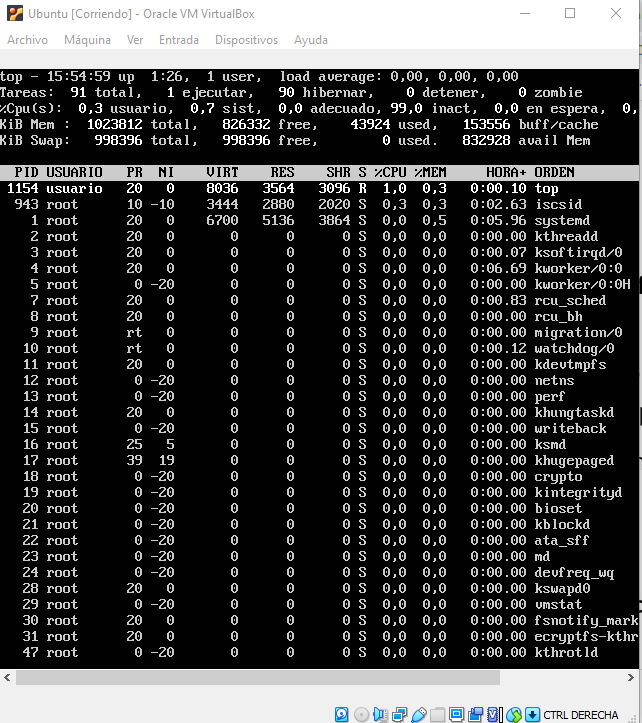 Ubuntu [Corriendo] - Oracle VM VirtualBox
Archivo Máquina Ver Entrada Dispositivos Ayuda
top - 15:54:59 up 1:26, 1 user, load average: 0,00, 0,00, 0,00
Tareas: 91 total, 1 ejecutar, 90 hibernar, 0 detener, 0 zombie
%Cpu(s): 0,3 usuario, 0,7 sist, 0,0 adecuado, 99,0 inact, 0,0 en espera, 0,
KiB Mem : 1023812 total, 826332 free, 43924 used, 153556 buff/cache
KiB Swap: 998396 total, 998396 free, 0 used. 832928 avail Mem
PID USUARIO PR NI VIRT RES SHR S %CPU %MEM HORA+ ORDEN
1154 usuario 20 0 8036 3564 3096 R 1,0 0,3 0:00.10 top
943 root 10 -10 3444 2880 2020 S 0,3 0,3 0:02.63 iscsid
1 root 20 0 6700 5136 3864 S 0,0 0,5 0:05.96 systemd
2 root 20 0 0 0 0 S 0,0 0,0 0:00.00 kthreadd
3 root 20 0 0 0 0 S 0,0 0,0 0:00.07 ksoftirqd/0
4 root 20 0 0 0 0 S 0,0 0,0 0:06.69 kworker/0:0
5 root 0 -20 0 0 0 S 0,0 0,0 0:00.00 kworker/0:0H
7 root 20 0 0 0 0 S 0,0 0,0 0:00.83 rcu_sched
8 root 20 0 0 0 0 S 0,0 0,0 0:00.00 rcu_bh
9 root rt 0 0 0 0 S 0,0 0,0 0:00.00 migration/0
10 root rt 0 0 0 0 S 0,0 0,0 0:00.12 watchdog/0
11 root 20 0 0 0 0 S 0,0 0,0 0:00.00 kdevtmpfs
12 root 0 -20 0 0 0 S 0,0 0,0 0:00.00 netns
13 root 0 -20 0 0 0 S 0,0 0,0 0:00.00 perf
14 root 20 0 0 0 0 S 0,0 0,0 0:00.00 khungtaskd
15 root 0 -20 0 0 0 S 0,0 0,0 0:00.00 writeback
16 root 25 5 0 0 0 S 0,0 0,0 0:00.00 ksmd
17 root 39 19 0 0 0 S 0,0 0,0 0:00.00 khugepaged
18 root 0 -20 0 0 0 S 0,0 0,0 0:00.00 crypto
19 root 0 -20 0 0 0 S 0,0 0,0 0:00.00 kintegrityd
20 root 0 -20 0 0 0 S 0,0 0,0 0:00.00 bioset
21 root 0 -20 0 0 0 S 0,0 0,0 0:00.00 kblockd
22 root 0 -20 0 0 0 S 0,0 0,0 0:00.00 ata_sff
23 root 0 -20 0 0 0 S 0,0 0,0 0:00.00 md
24 root 0 -20 0 0 0 S 0,0 0,0 0:00.00 devfreq_wq
28 root 20 0 0 0 0 S 0,0 0,0 0:00.00 kswapd0
29 root 0 -20 0 0 0 S 0,0 0,0 0:00.00 vmstat
30 root 20 0 0 0 0 S 0,0 0,0 0:00.00 fsnotify_mark
31 root 20 0 0 0 0 S 0,0 0,0 0:00.00 ecryptfs-kthr
47 root 0 -20 0 0 0 S 0,0 0,0 0:00.00 kthrotld
CTRL DERECHA